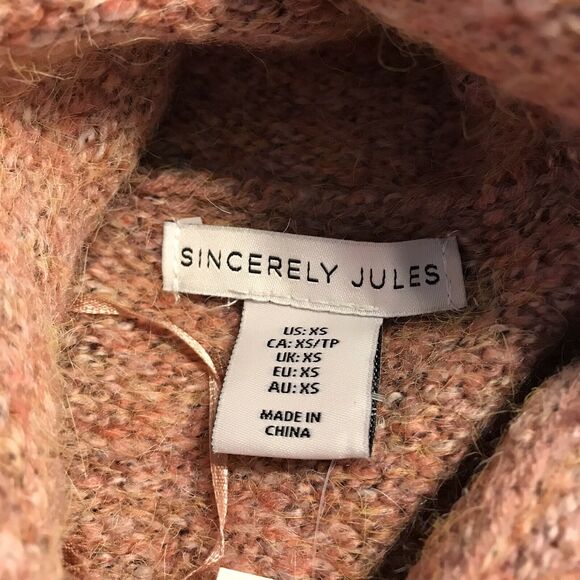 SINCERELY JULES
US: XS
CA: XS/TP
UK: XS
EU: XS
AU: XS
MADE IN
CHINA